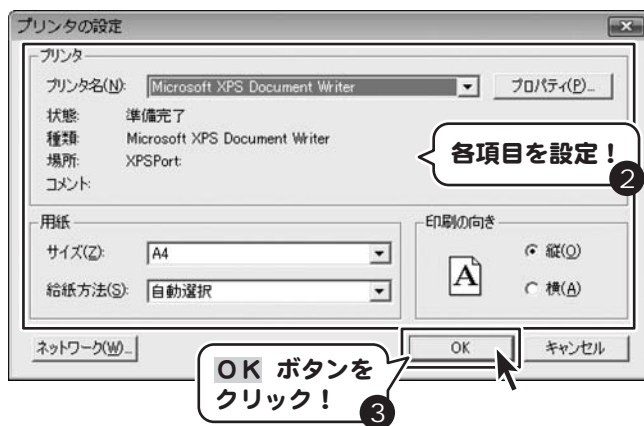 プリンタの設定
プリンタ
プリンタ名(N): Microsoft XPS Document Writer プロパティ(P)...
状態: 準備完了
種類: Microsoft XPS Document Writer
場所: XPSPort:
コメント:
各項目を設定！
2
用紙
サイズ(Z): A4
給紙方法(S): 自動選択
印刷の向き
A
縦(O)
横(A)
ネットワーク(W)...
OK
キャンセル
ＯＫ ボタンを
クリック！
3